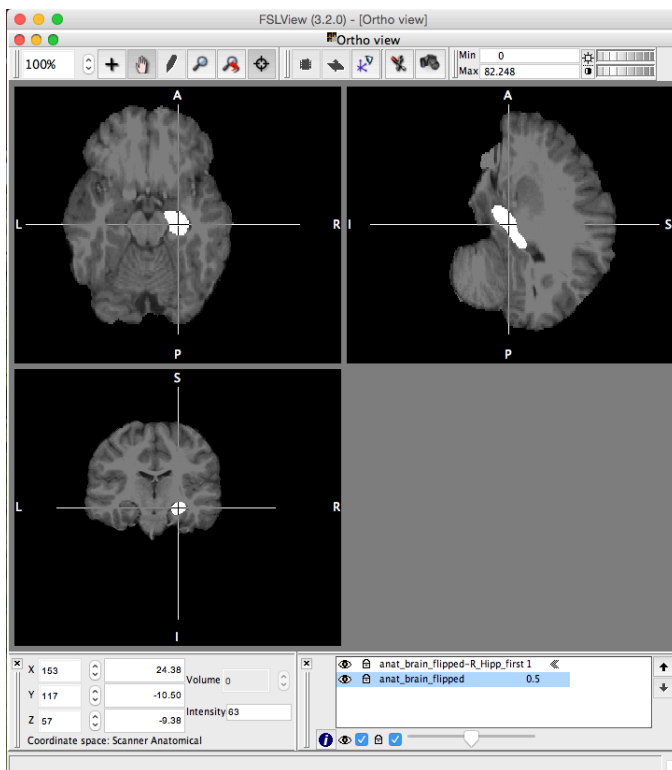 FSLView (3.2.0) - [Ortho view]
Ortho view
100%
Min 0
Max 82.248
A
A
L
R
I
S
P
P
S
L
R
I
X 153 24.38
Volume 0
Y 117 -10.50
Intensity 63
Z 57 -9.38
Coordinate space: Scanner Anatomical
anat_brain_flipped-R_Hipp_first 1
anat_brain_flipped 0.5